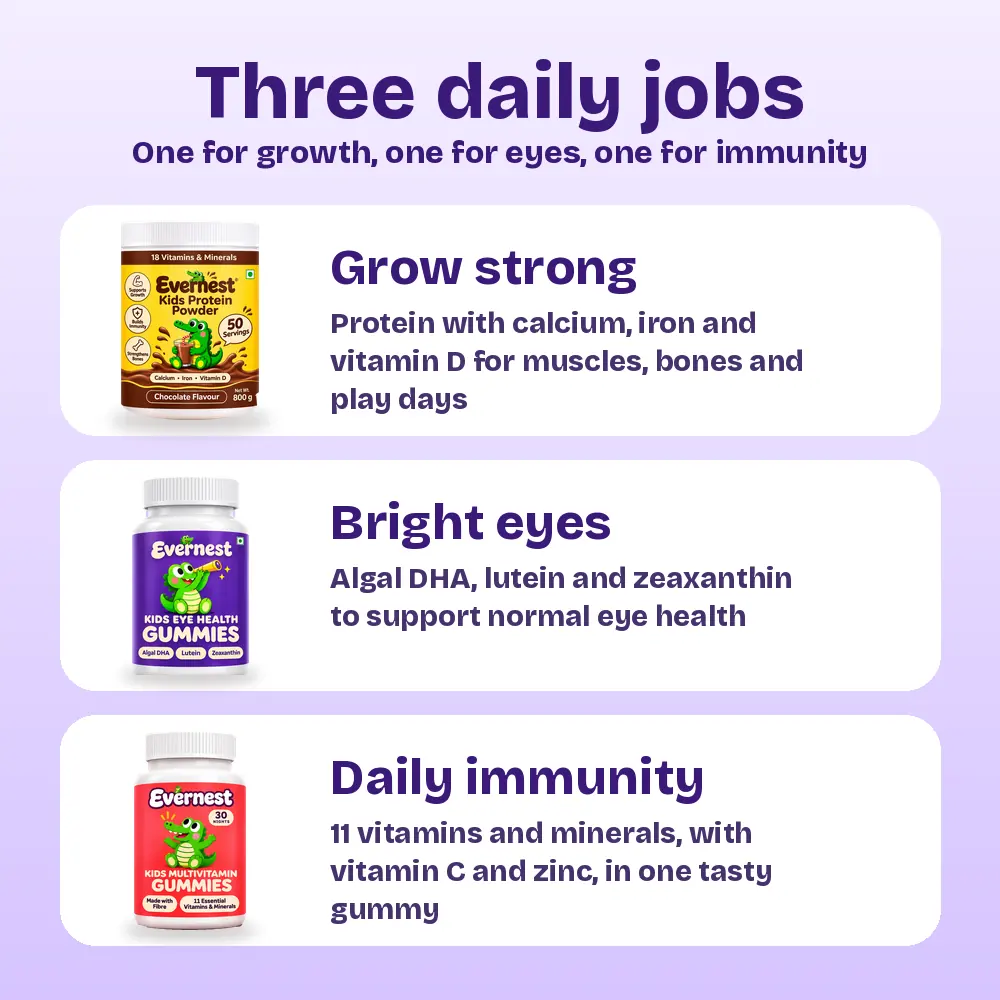 Three daily jobs
One for growth, one for eyes, one for immunity
18 Vitamins & Minerals
Evernest
Kids Protein
Powder
Supports
Growth
Builds
Immunity
Strengthens
Bones
50
Servings
Calcium • Iron • Vitamin D
Chocolate Flavour
Net Wt.
800 g
Grow strong
Protein with calcium, iron and
vitamin D for muscles, bones and
play days
Evernest
KIDS EYE HEALTH
GUMMIES
Algal DHA
Lutein
Zeaxanthin
Bright eyes
Algal DHA, lutein and zeaxanthin
to support normal eye health
Evernest
30
NIGHTS
KIDS MULTIVITAMIN
GUMMIES
Made with
Fibre
11 Essential
Vitamins & Minerals
Daily immunity
11 vitamins and minerals, with
vitamin C and zinc, in one tasty
gummy